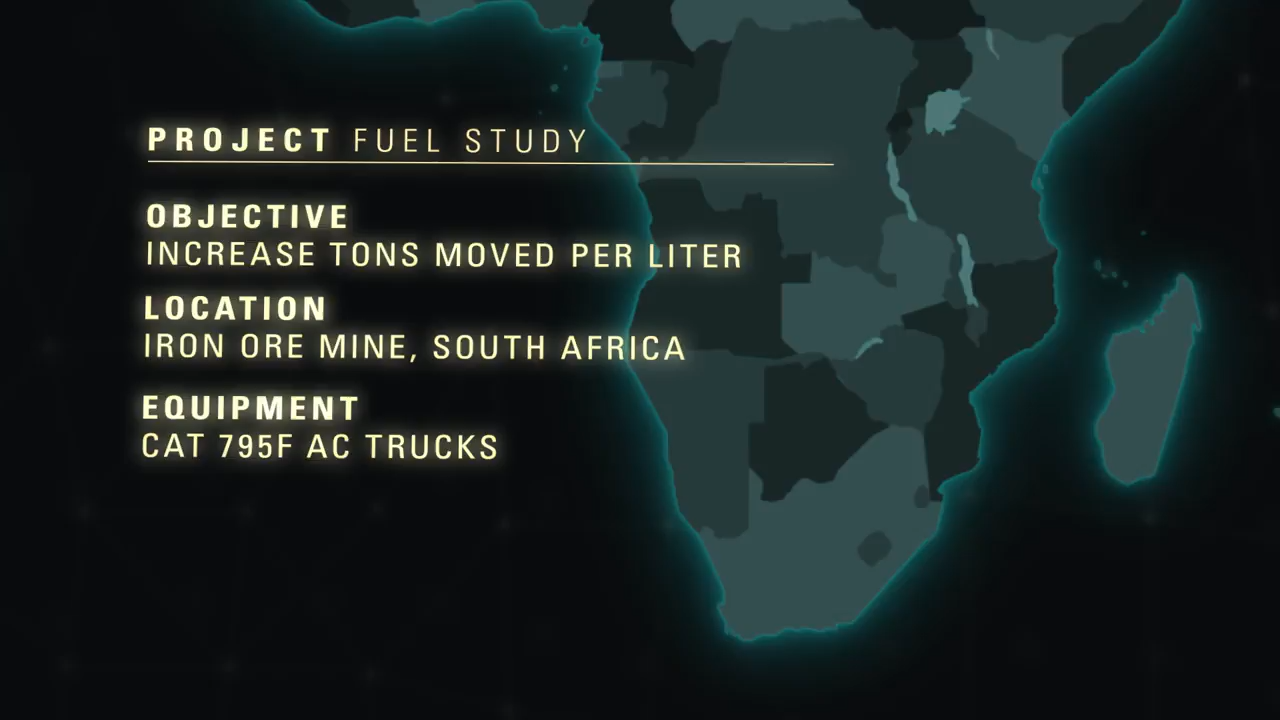 PROJECT FUEL STUDY
OBJECTIVE
INCREASE TONS MOVED PER LITER
LOCATION
IRON ORE MINE, SOUTH AFRICA
EQUIPMENT
CAT 795F AC TRUCKS